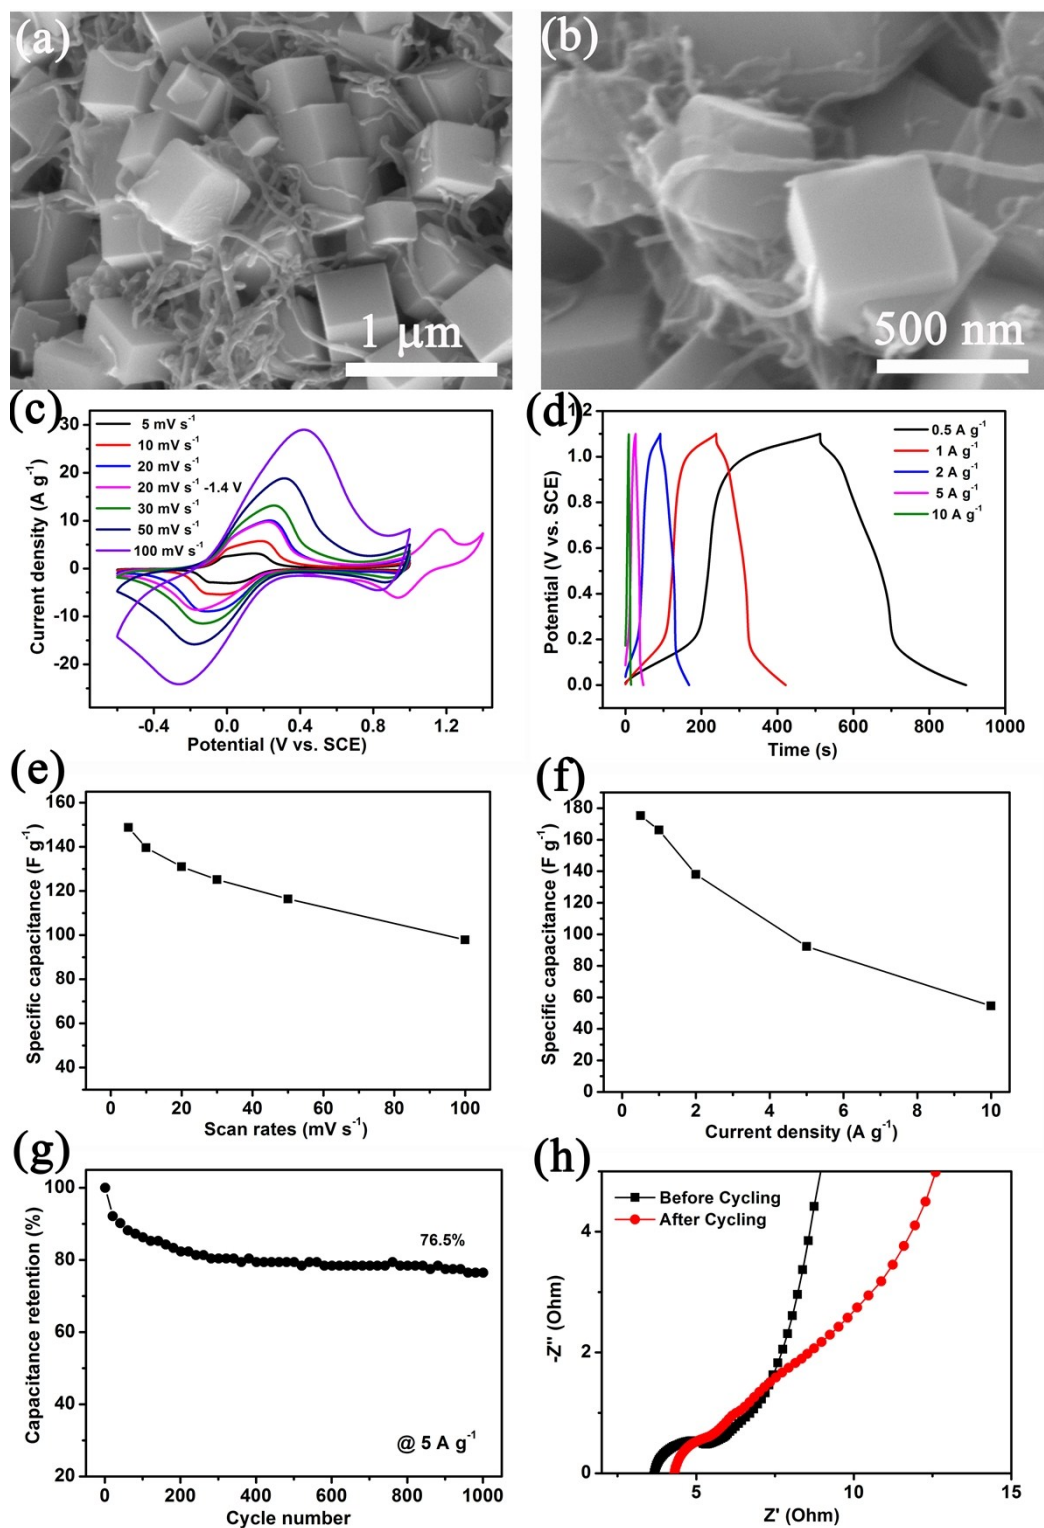 (a)
1 μm
(b)
500 nm
(c)
30
20
10
0
-10
-20
Current density (A g⁻¹)
5 mV s⁻¹
10 mV s⁻¹
20 mV s⁻¹
20 mV s⁻¹ -1.4 V
30 mV s⁻¹
50 mV s⁻¹
100 mV s⁻¹
-0.4 0.0 0.4 0.8 1.2
Potential (V vs. SCE)
(d)
1.2
1.0
0.8
0.6
0.4
0.2
0.0
Potential (V vs. SCE)
0.5 A g⁻¹
1 A g⁻¹
2 A g⁻¹
5 A g⁻¹
10 A g⁻¹
0 200 400 600 800 1000
Time (s)
(e)
160
140
120
100
80
60
40
Specific capacitance (F g⁻¹)
0 20 40 60 80 100
Scan rates (mV s⁻¹)
(f)
180
160
140
120
100
80
60
40
20
0
Specific capacitance (F g⁻¹)
0 2 4 6 8 10
Current density (A g⁻¹)
(g)
100
80
60
40
20
Capacitance retention (%)
76.5%
@ 5 A g⁻¹
0 200 400 600 800 1000
Cycle number
(h)
4
2
0
-Z'' (Ohm)
Before Cycling
After Cycling
5 10 15
Z' (Ohm)